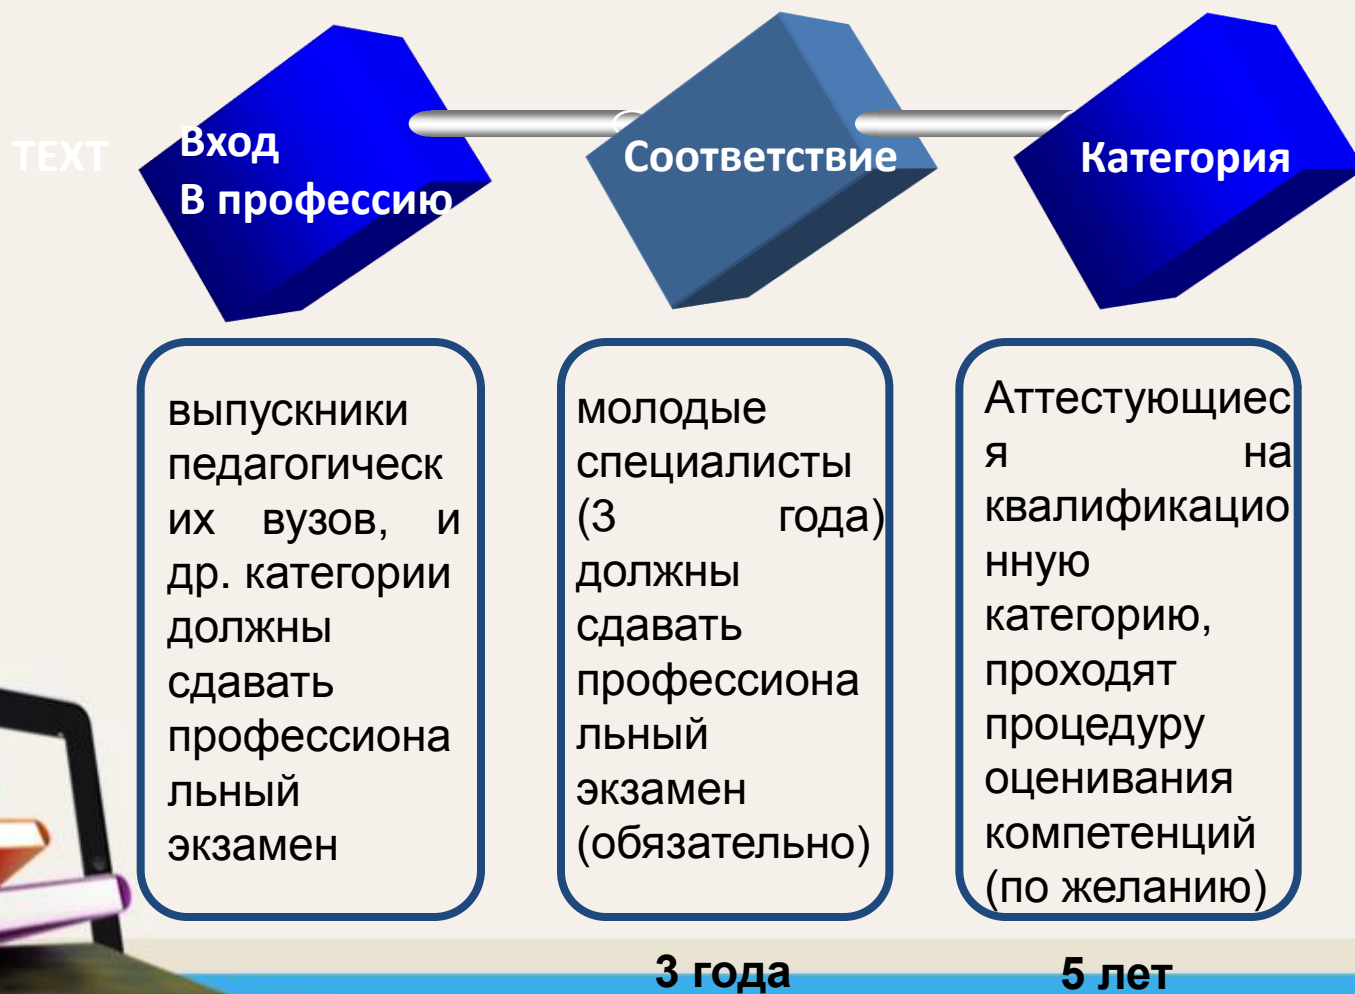 TEXT
Вход
В профессию
Соответствие
Категория
выпускники
педагогическ
их вузов, и
др. категории
должны
сдавать
профессиона
льный
экзамен
молодые
специалисты
(3 года)
должны
сдавать
профессиона
льный
экзамен
(обязательно)
Аттестующиес
я на
квалификацио
нную
категорию,
проходят
процедуру
оценивания
компетенций
(по желанию)
3 года
5 лет